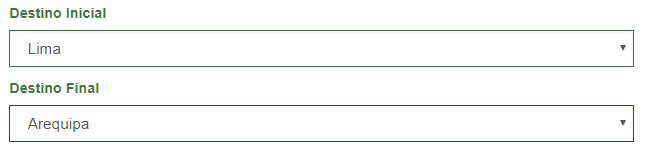 Destino Inicial
Lima
Destino Final
Arequipa